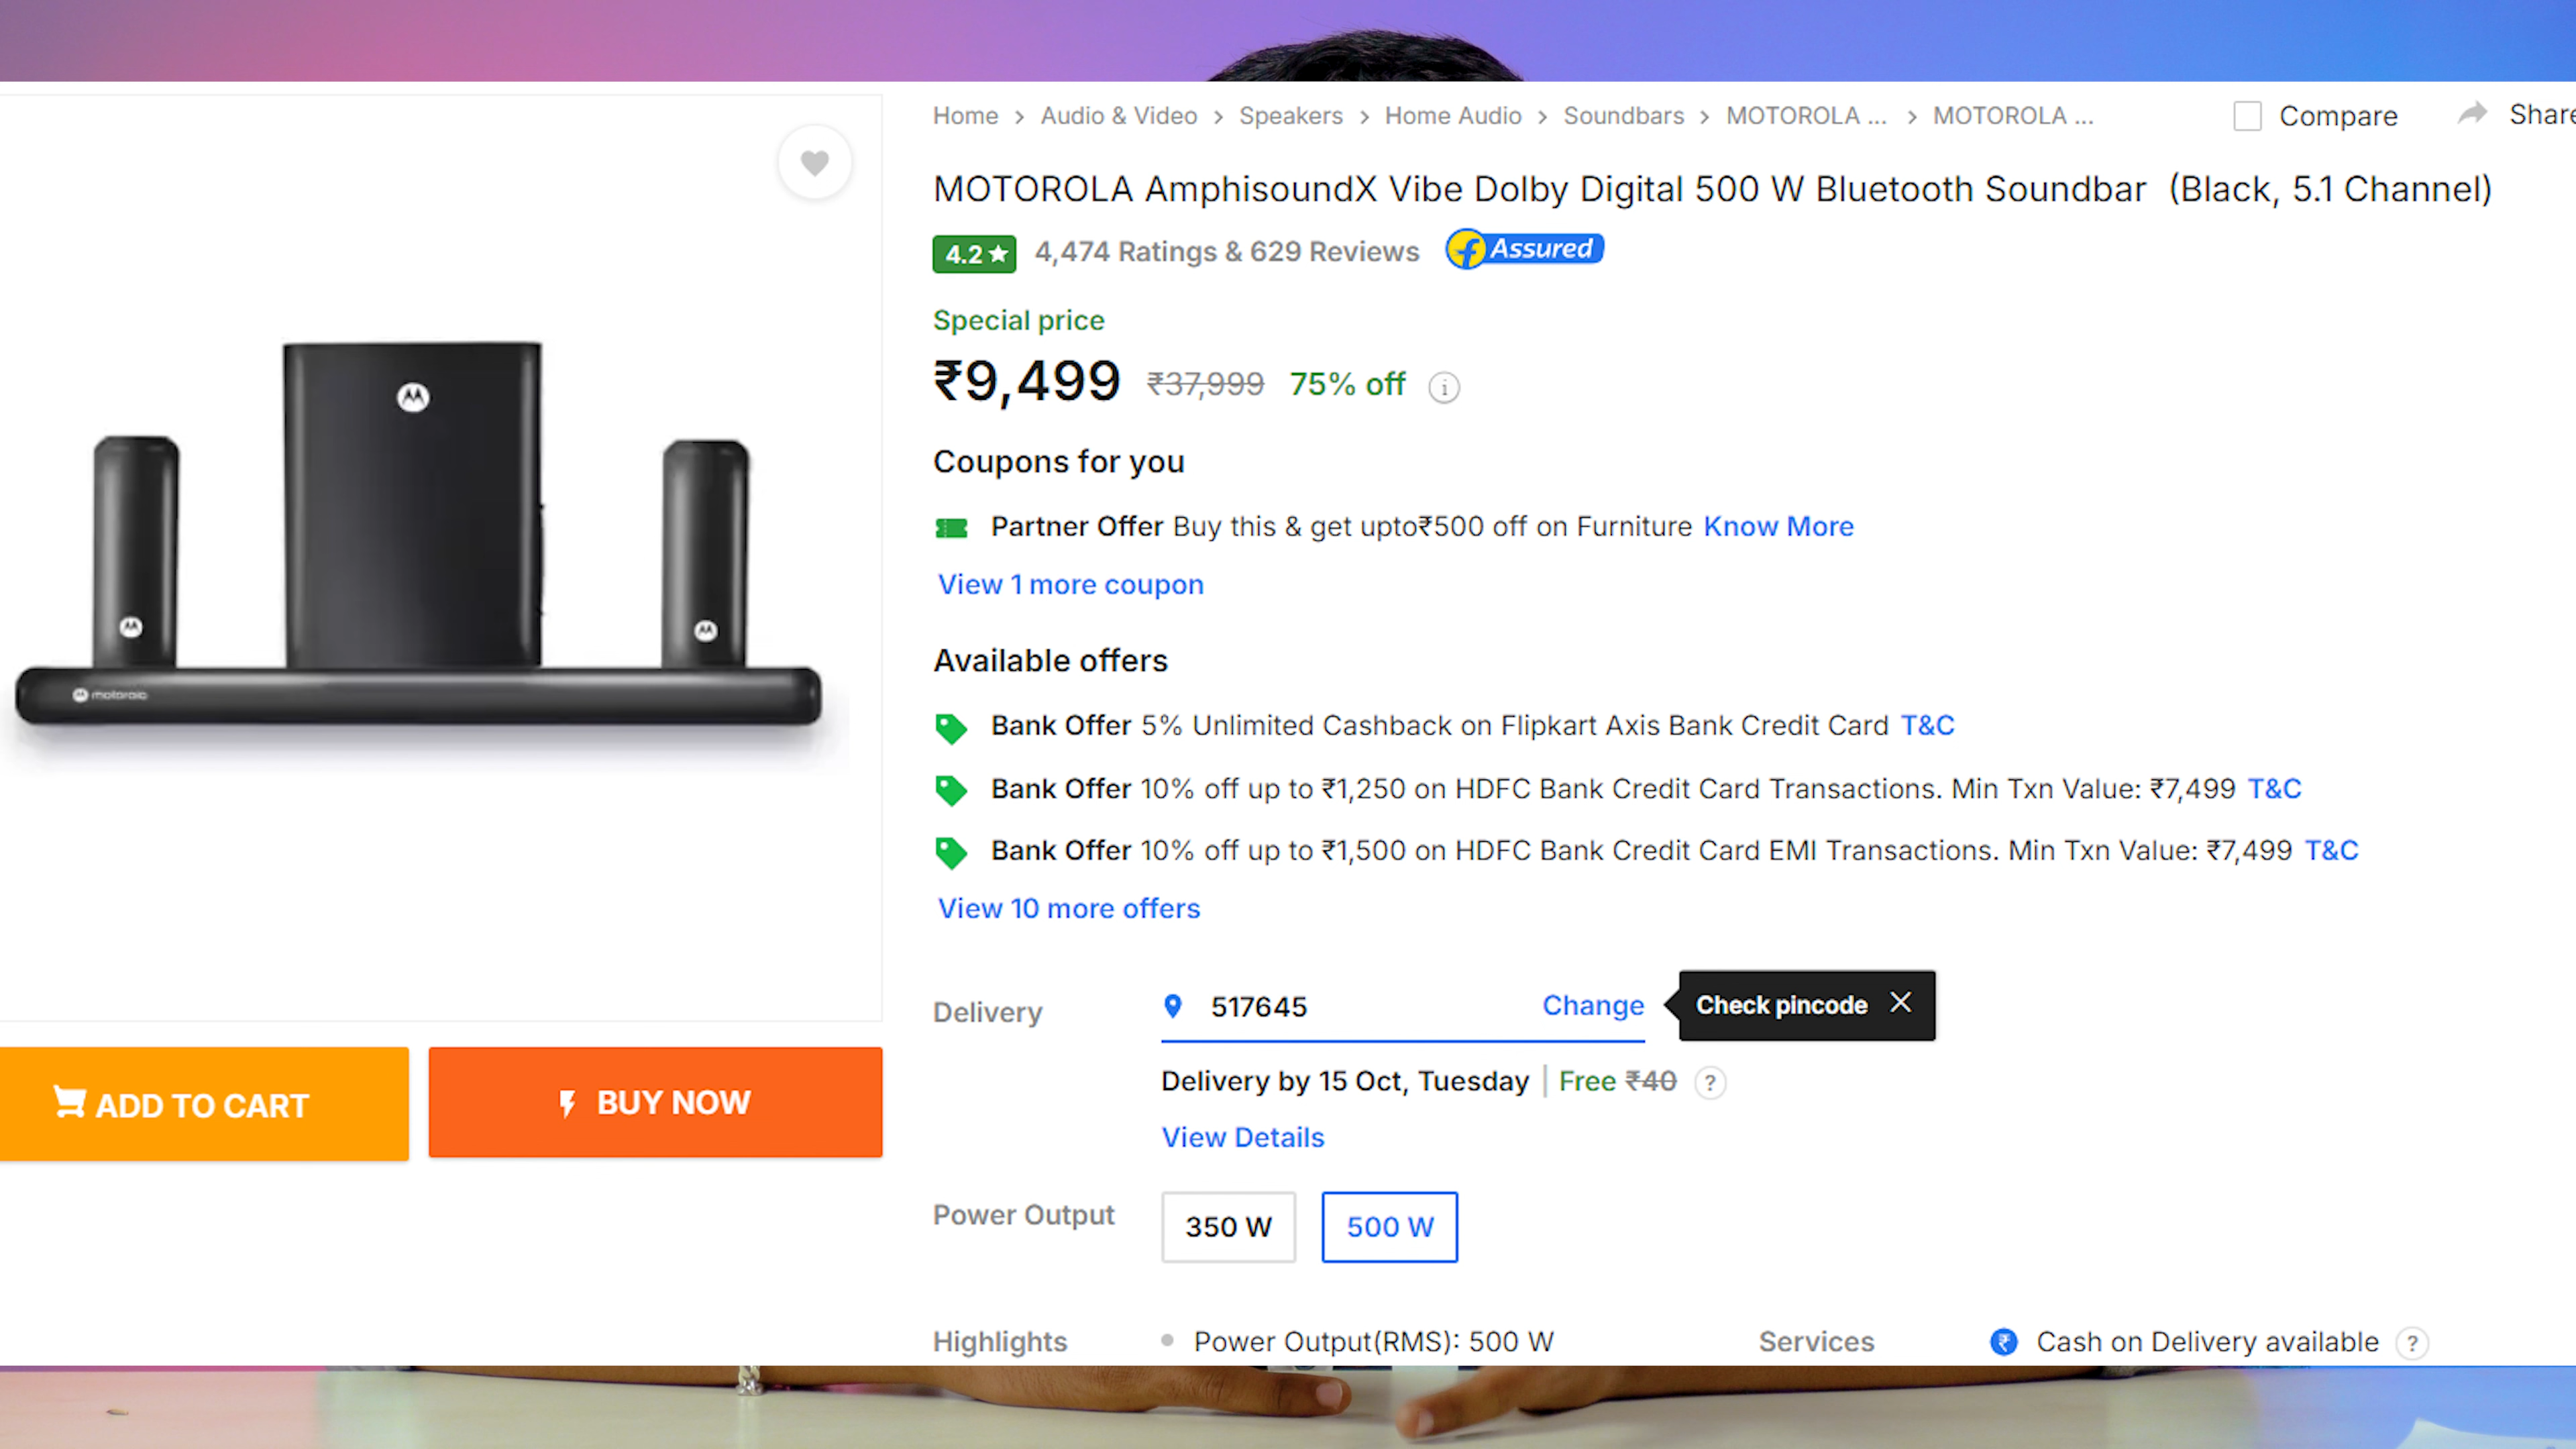 Home > Audio & Video > Speakers > Home Audio > Soundbars > MOTOROLA ... > MOTOROLA ...
Compare
Share
MOTOROLA AmphisoundX Vibe Dolby Digital 500 W Bluetooth Soundbar (Black, 5.1 Channel)
4.2★ 4,474 Ratings & 629 Reviews
f Assured
Special price
₹9,499 ₹37,999 75% off
Coupons for you
Partner Offer Buy this & get upto₹500 off on Furniture Know More
View 1 more coupon
Available offers
Bank Offer 5% Unlimited Cashback on Flipkart Axis Bank Credit Card T&C
Bank Offer 10% off up to ₹1,250 on HDFC Bank Credit Card Transactions. Min Txn Value: ₹7,499 T&C
Bank Offer 10% off up to ₹1,500 on HDFC Bank Credit Card EMI Transactions. Min Txn Value: ₹7,499 T&C
View 10 more offers
motorola
ADD TO CART
BUY NOW
Delivery
517645
Change
Check pincode
Delivery by 15 Oct, Tuesday | Free ₹40 ?
View Details
Power Output
350 W
500 W
Highlights
Power Output(RMS): 500 W
Services
₹ Cash on Delivery available ?